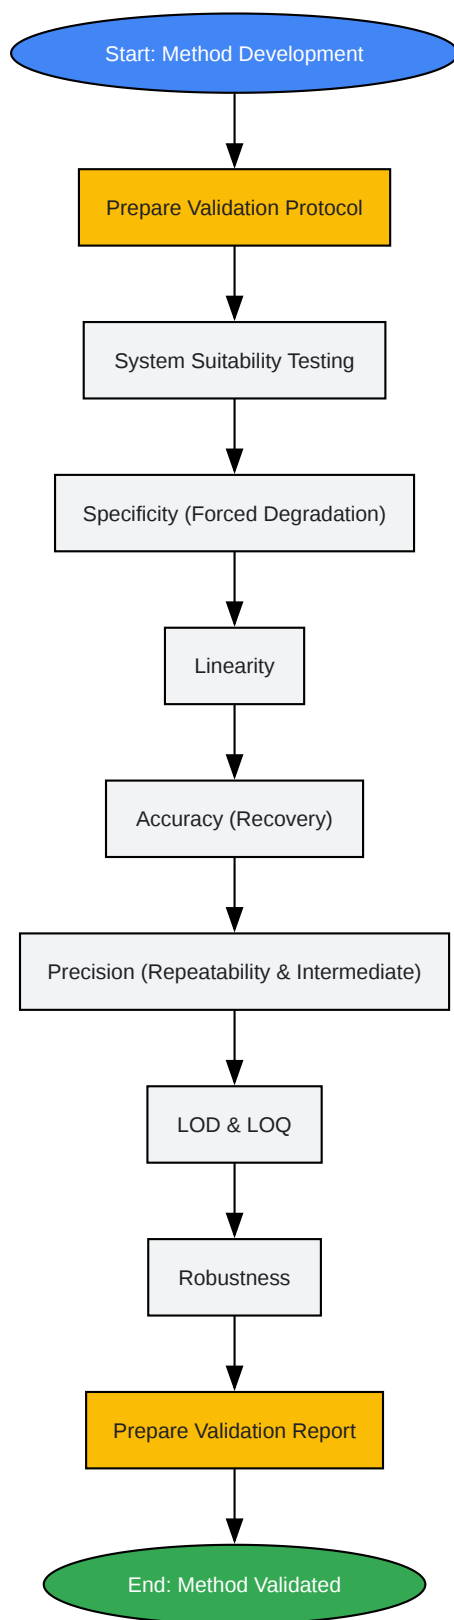 Start: Method Development
Prepare Validation Protocol
System Suitability Testing
Specificity (Forced Degradation)
Linearity
Accuracy (Recovery)
Precision (Repeatability & Intermediate)
LOD & LOQ
Robustness
Prepare Validation Report
End: Method Validated